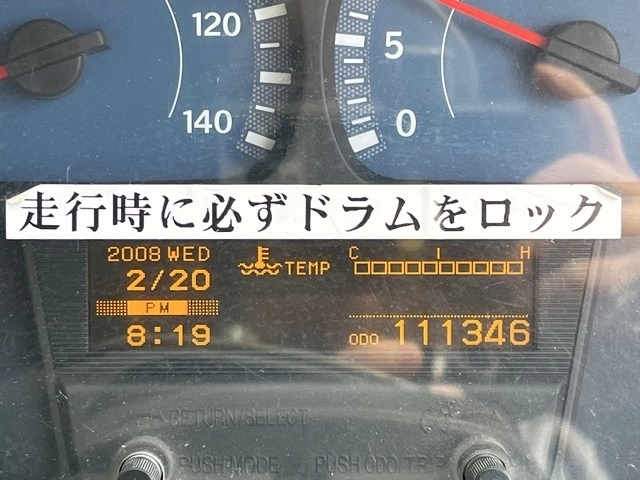 120
140
5
0
走行時に必ずドラムをロック
2008 WED
2/20
PM
8:19
TEMP
C H
ODO 111346
RETURN/SELECT
PUSH MODE PUSH ODO